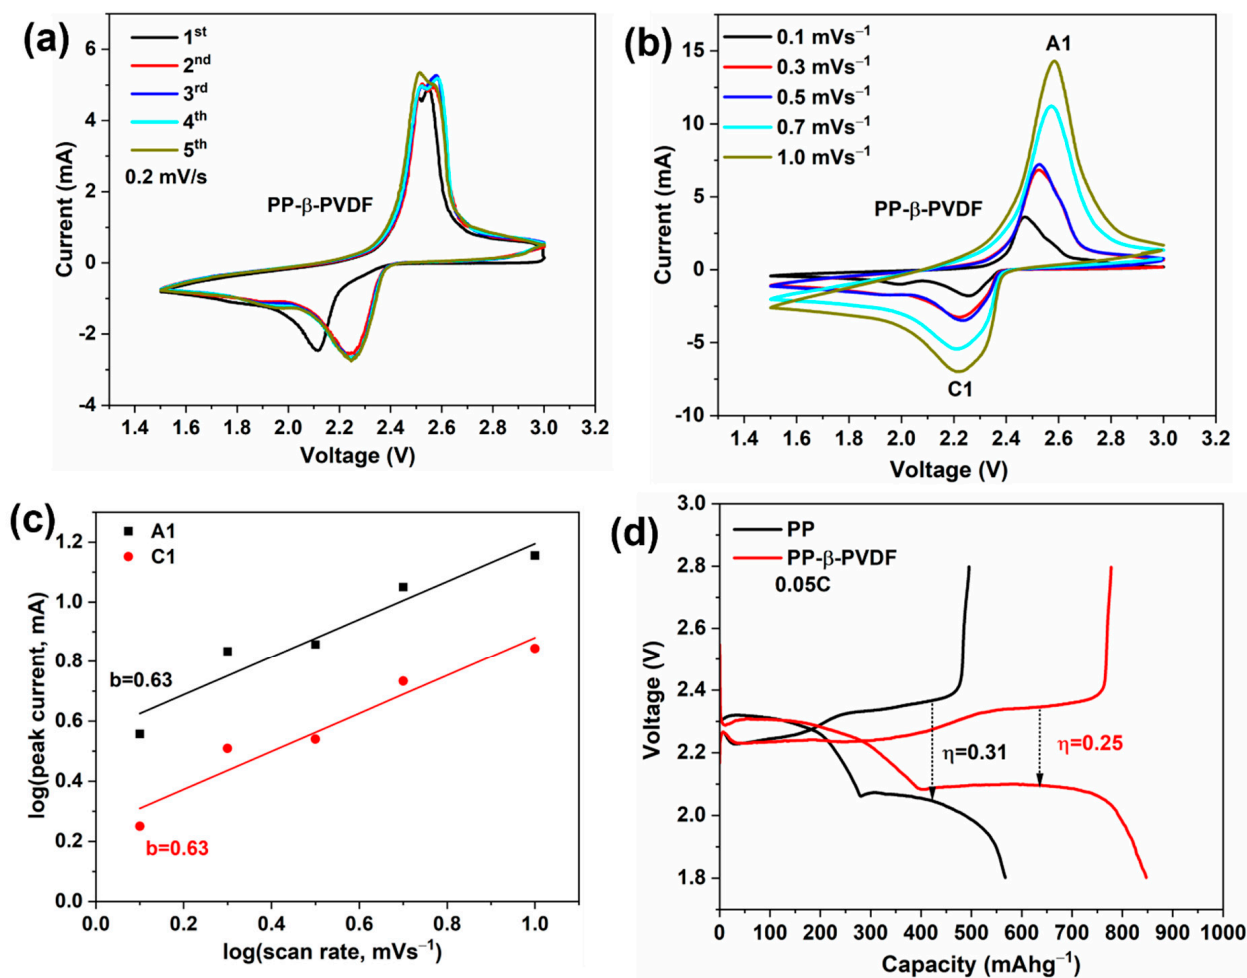 (a)
1st
2nd
3rd
4th
5th
0.2 mV/s
PP-β-PVDF
Current (mA)
6
4
2
0
-2
-4
1.4 1.6 1.8 2.0 2.2 2.4 2.6 2.8 3.0 3.2
Voltage (V)
(b)
0.1 mVs⁻¹
0.3 mVs⁻¹
0.5 mVs⁻¹
0.7 mVs⁻¹
1.0 mVs⁻¹
A1
PP-β-PVDF
C1
Current (mA)
15
10
5
0
-5
-10
1.4 1.6 1.8 2.0 2.2 2.4 2.6 2.8 3.0 3.2
Voltage (V)
(c)
A1
C1
b=0.63
b=0.63
log(peak current, mA)
1.2
1.0
0.8
0.6
0.4
0.2
0.0
0.0 0.2 0.4 0.6 0.8 1.0
log(scan rate, mVs⁻¹)
(d)
PP
PP-β-PVDF
0.05C
η=0.31
η=0.25
Voltage (V)
3.0
2.8
2.6
2.4
2.2
2.0
1.8
0 100 200 300 400 500 600 700 800 900 1000
Capacity (mAhg⁻¹)